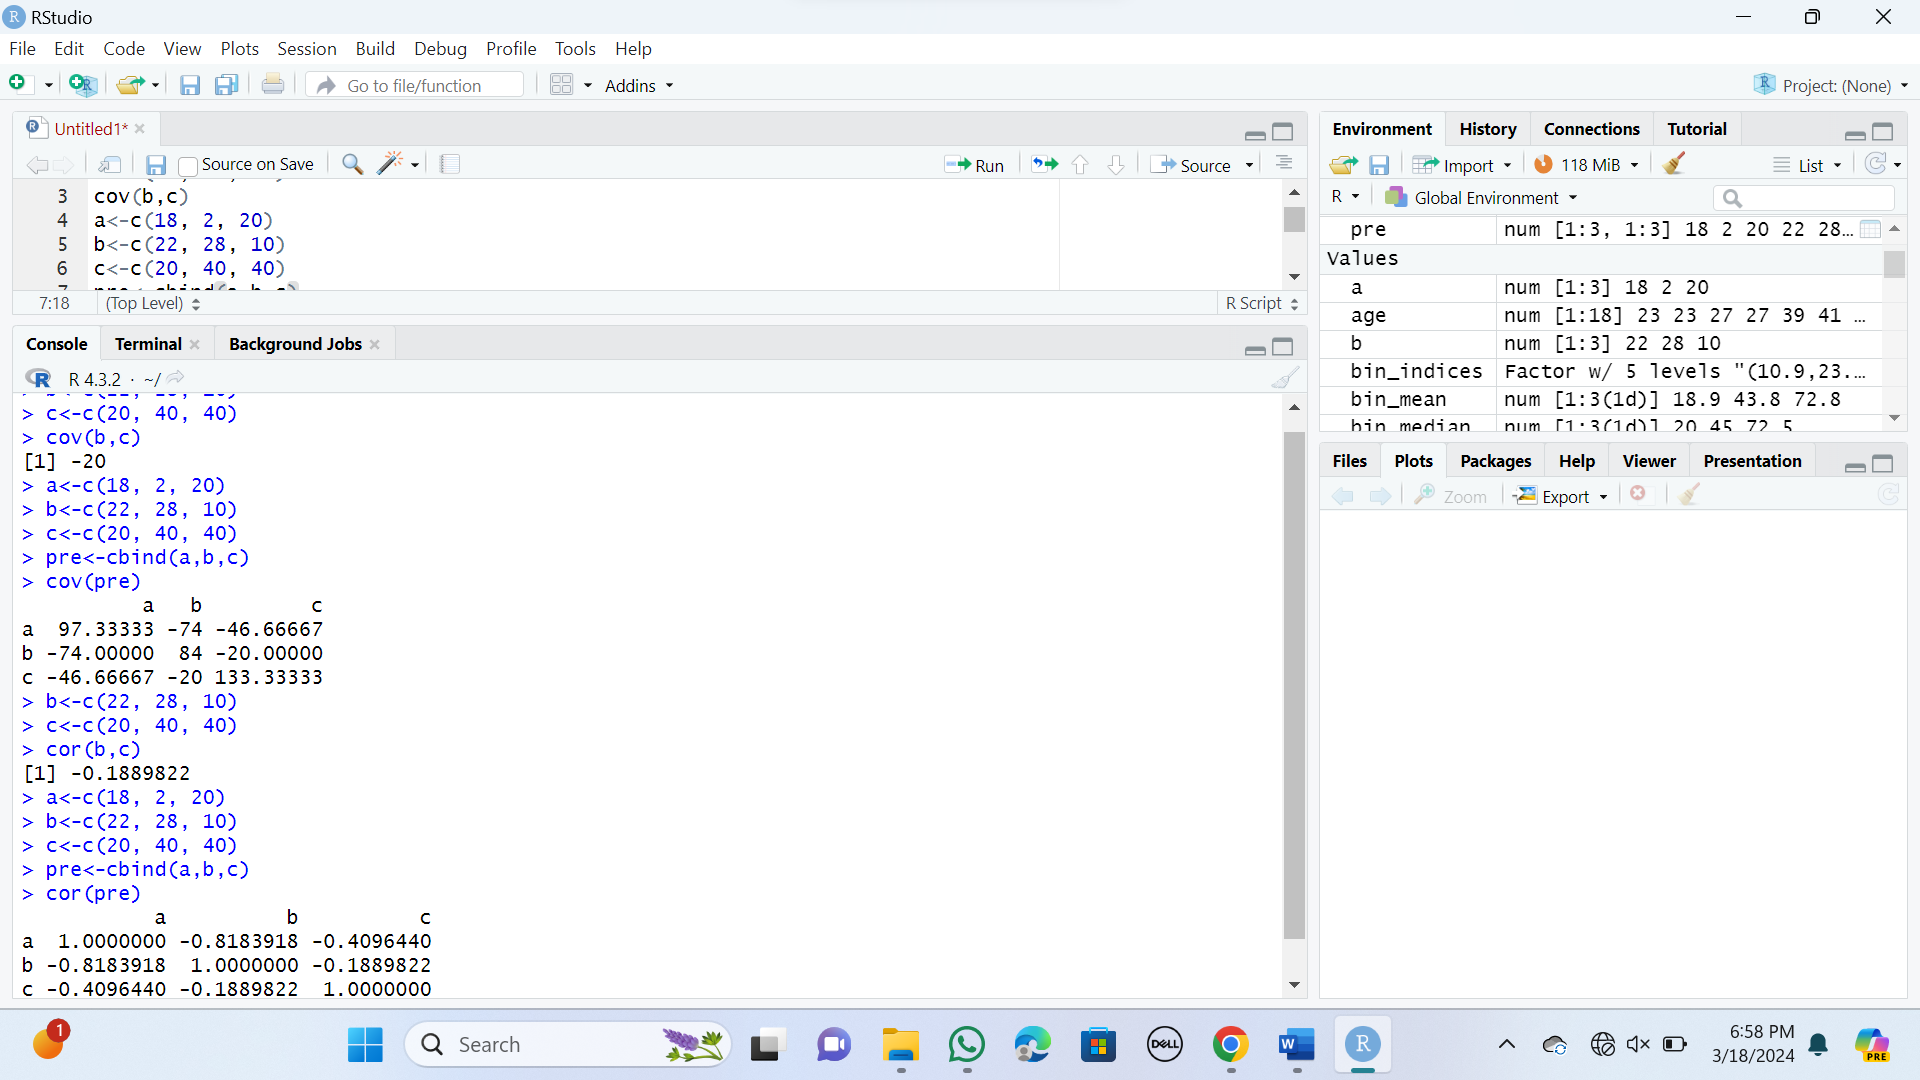 RStudio
File Edit Code View Plots Session Build Debug Profile Tools Help
Go to file/function Addins Project: (None)
Untitled1*
Source on Save Run Source
3 cov(b,c)
4 a<-c(18, 2, 20)
5 b<-c(22, 28, 10)
6 c<-c(20, 40, 40)
7:18 (Top Level) R Script
Console Terminal Background Jobs
R 4.3.2 · ~/
> c<-c(20, 40, 40)
> cov(b,c)
[1] -20
> a<-c(18, 2, 20)
> b<-c(22, 28, 10)
> c<-c(20, 40, 40)
> pre<-cbind(a,b,c)
> cov(pre)
a b c
a 97.33333 -74 -46.66667
b -74.00000 84 -20.00000
c -46.66667 -20 133.33333
> b<-c(22, 28, 10)
> c<-c(20, 40, 40)
> cor(b,c)
[1] -0.1889822
> a<-c(18, 2, 20)
> b<-c(22, 28, 10)
> c<-c(20, 40, 40)
> pre<-cbind(a,b,c)
> cor(pre)
a b c
a 1.0000000 -0.8183918 -0.4096440
b -0.8183918 1.0000000 -0.1889822
c -0.4096440 -0.1889822 1.0000000
Environment History Connections Tutorial
Import 118 MiB List
R Global Environment
pre num [1:3, 1:3] 18 2 20 22 28…
Values
a num [1:3] 18 2 20
age num [1:18] 23 23 27 27 39 41 …
b num [1:3] 22 28 10
bin_indices Factor w/ 5 levels "(10.9,23.…
bin_mean num [1:3(1d)] 18.9 43.8 72.8
bin_median num [1:3(1d)] 20 45 72.5
Files Plots Packages Help Viewer Presentation
Zoom Export
1
Search
DELL
W
R
6:58 PM
3/18/2024
PRE